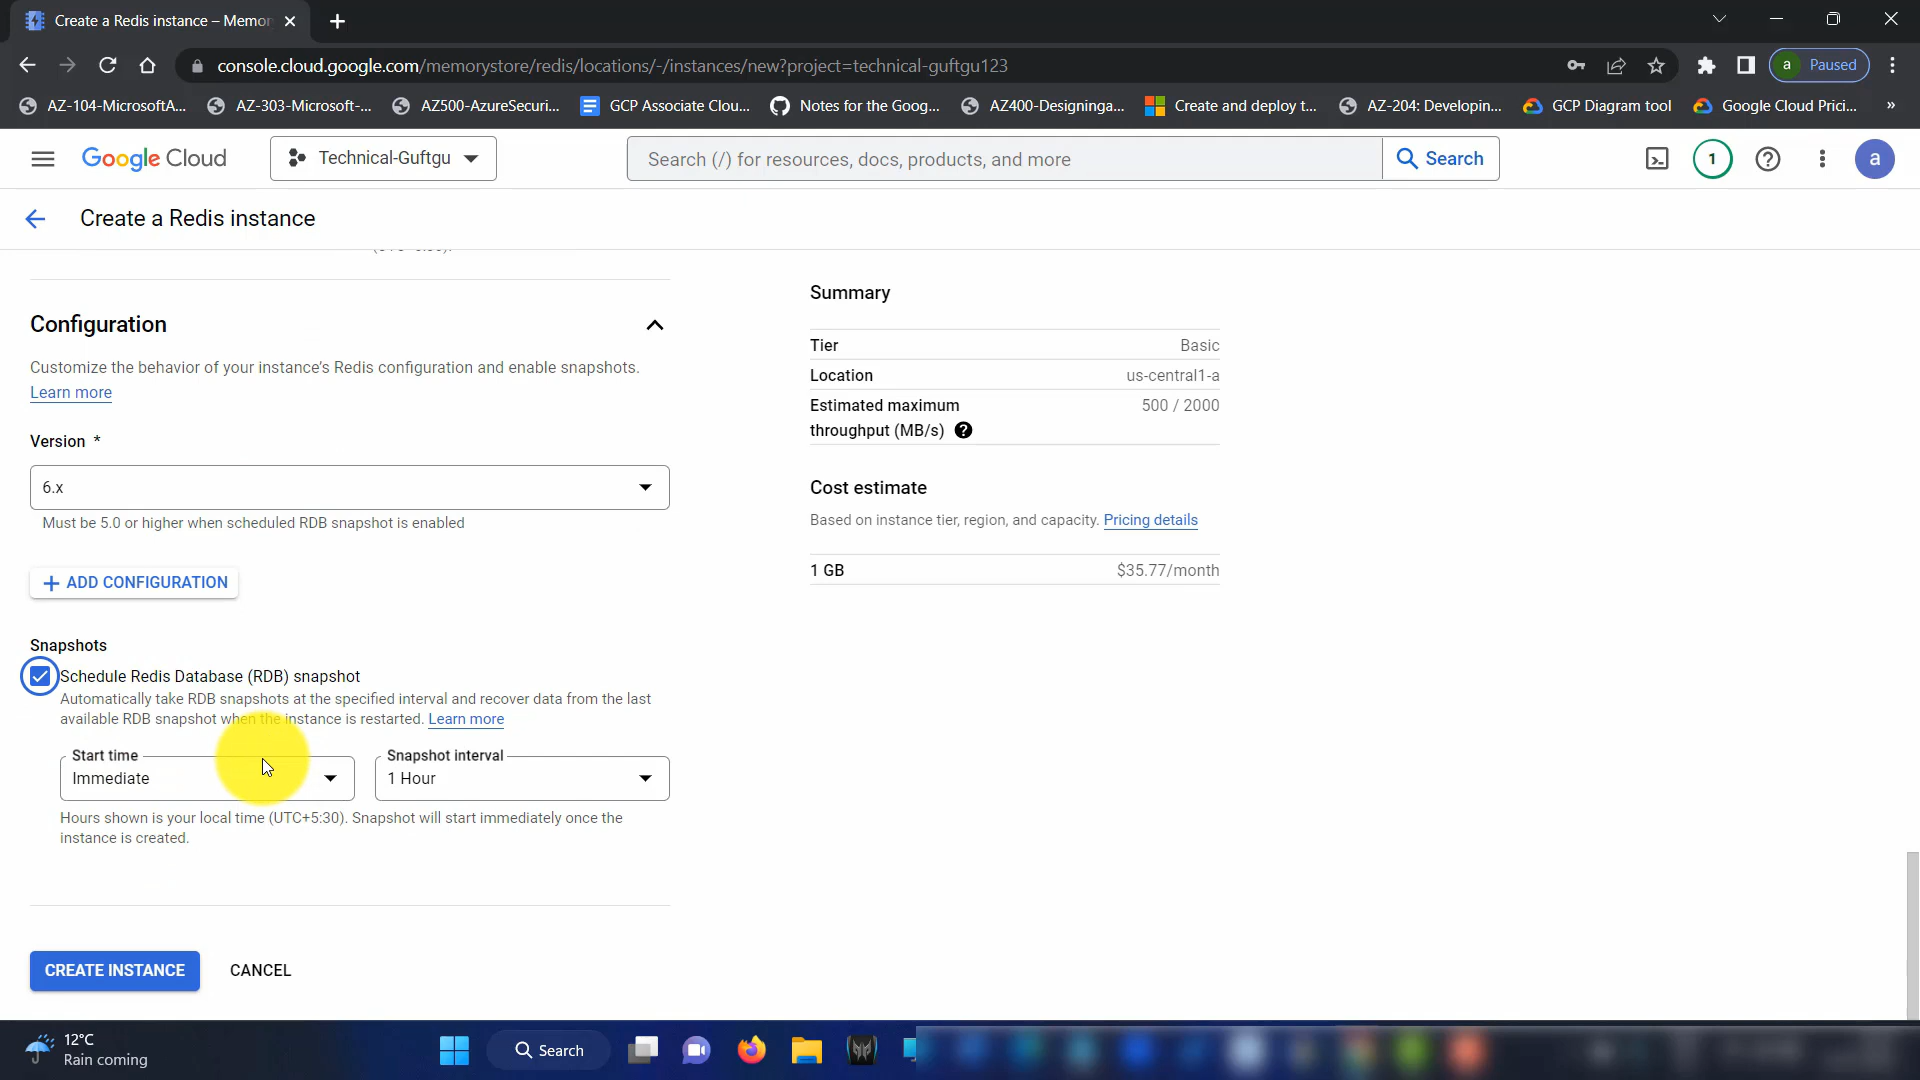 Create a Redis instance – Memor
console.cloud.google.com/memorystore/redis/locations/-/instances/new?project=technical-guftgu123
a Paused
AZ-104-MicrosoftA...
AZ-303-Microsoft-...
AZ500-AzureSecuri...
GCP Associate Clou...
Notes for the Goog...
AZ400-Designinga...
Create and deploy t...
AZ-204: Developin...
GCP Diagram tool
Google Cloud Prici...
»
Google Cloud
Technical-Guftgu
Search (/) for resources, docs, products, and more
Search
1
a
Create a Redis instance
Configuration
Customize the behavior of your instance's Redis configuration and enable snapshots.
Learn more
Version *
6.x
Must be 5.0 or higher when scheduled RDB snapshot is enabled
+ ADD CONFIGURATION
Snapshots
Schedule Redis Database (RDB) snapshot
Automatically take RDB snapshots at the specified interval and recover data from the last
available RDB snapshot when the instance is restarted. Learn more
Start time
Immediate
Snapshot interval
1 Hour
Hours shown is your local time (UTC+5:30). Snapshot will start immediately once the
instance is created.
CREATE INSTANCE
CANCEL
Summary
Tier Basic
Location us-central1-a
Estimated maximum 500 / 2000
throughput (MB/s) ?
Cost estimate
Based on instance tier, region, and capacity. Pricing details
1 GB $35.77/month
12°C
Rain coming
Search